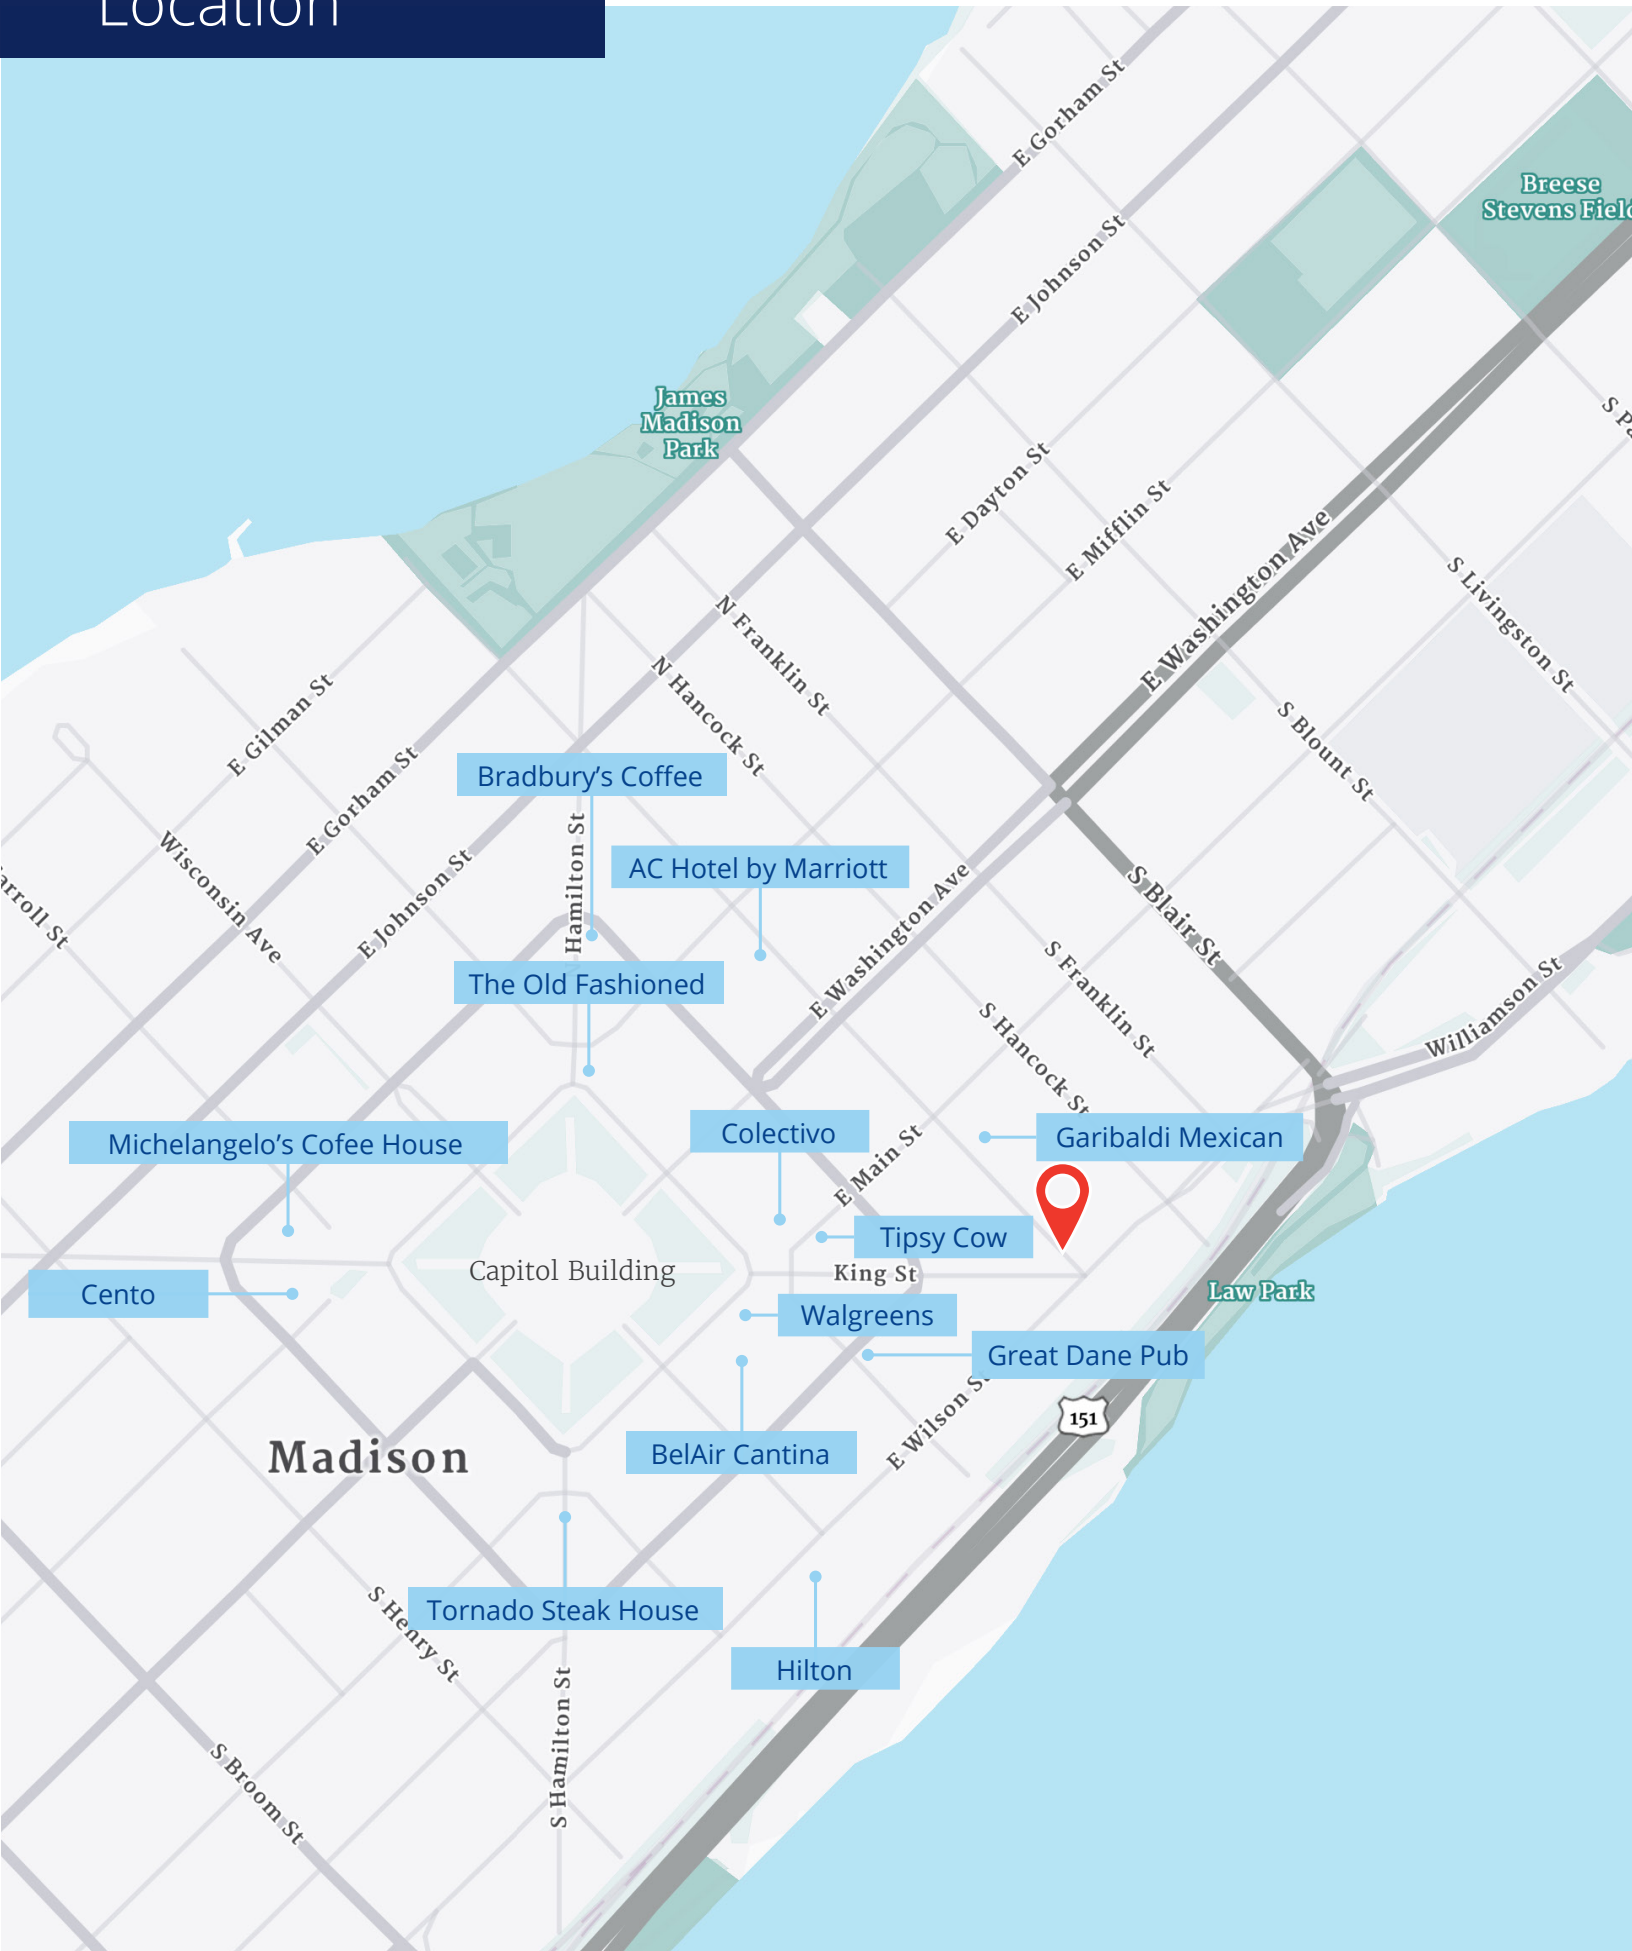 Location
E Gorham St
Breese
Stevens Field
E Johnson St
James
Madison
Park
E Dayton St
E Mifflin St
E Washington Ave
S Livingston St
N Franklin St
N Hancock St
E Gilman St
S Blount St
E Gorham St
Bradbury's Coffee
Wisconsin Ave
E Johnson St
Hamilton St
AC Hotel by Marriott
E Washington Ave
S Blair St
The Old Fashioned
S Franklin St
S Hancock St
Williamson St
Michelangelo's Cofee House
Colectivo
E Main St
Garibaldi Mexican
Tipsy Cow
Capitol Building
King St
Cento
Law Park
Walgreens
Great Dane Pub
151
E Wilson St
BelAir Cantina
Madison
S Henry St
Tornado Steak House
Hilton
S Hamilton St
S Broom St